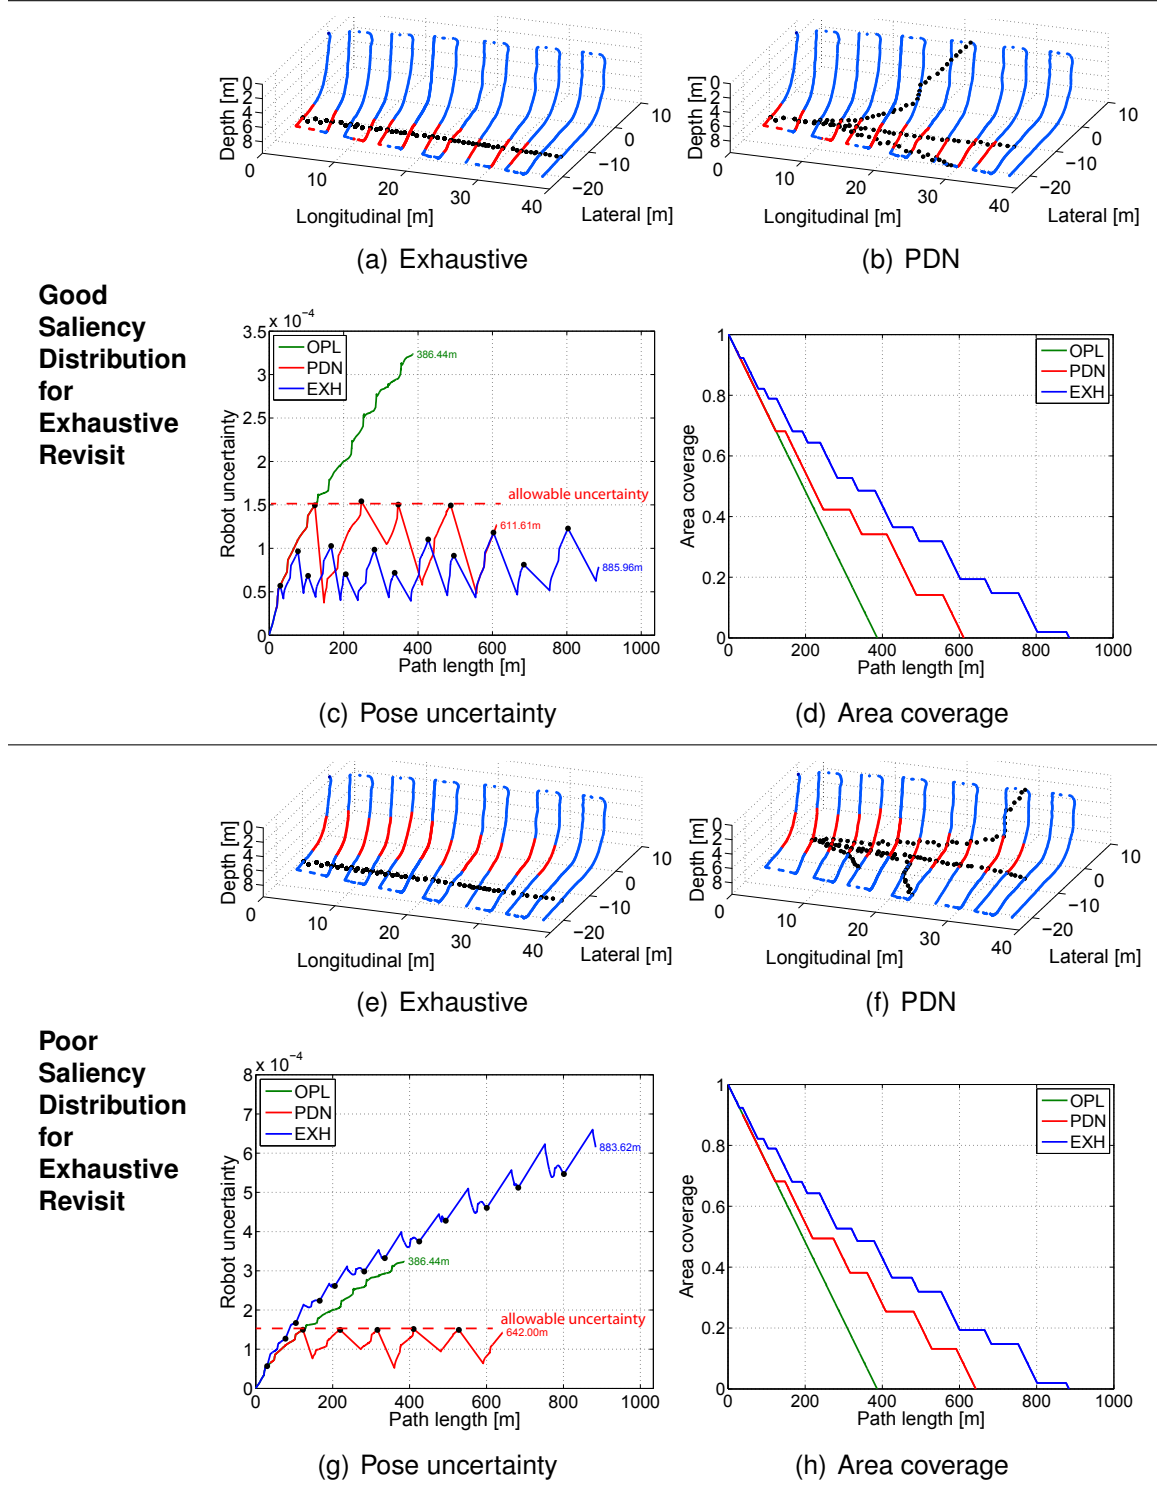 0
2
4
6
8
Depth [m]
0
10
20
30
40
Longitudinal [m]
10
0
−10
−20
Lateral [m]
(a) Exhaustive
0
2
4
6
8
Depth [m]
0
10
20
30
40
Longitudinal [m]
10
0
−10
−20
Lateral [m]
(b) PDN
Good
Saliency
Distribution
for
Exhaustive
Revisit
x 10⁻⁴
3.5
3
2.5
2
1.5
1
0.5
0
Robot uncertainty
OPL
PDN
EXH
386.44m
allowable uncertainty
611.61m
885.96m
0
200
400
600
800
1000
Path length [m]
(c) Pose uncertainty
1
0.8
0.6
0.4
0.2
0
Area coverage
OPL
PDN
EXH
0
200
400
600
800
1000
Path length [m]
(d) Area coverage
0
2
4
6
8
Depth [m]
0
10
20
30
40
Longitudinal [m]
10
0
−10
−20
Lateral [m]
(e) Exhaustive
0
2
4
6
8
Depth [m]
0
10
20
30
40
Longitudinal [m]
10
0
−10
−20
Lateral [m]
(f) PDN
Poor
Saliency
Distribution
for
Exhaustive
Revisit
x 10⁻⁴
8
7
6
5
4
3
2
1
0
Robot uncertainty
OPL
PDN
EXH
883.62m
386.44m
allowable uncertainty
642.00m
0
200
400
600
800
1000
Path length [m]
(g) Pose uncertainty
1
0.8
0.6
0.4
0.2
0
Area coverage
OPL
PDN
EXH
0
200
400
600
800
1000
Path length [m]
(h) Area coverage